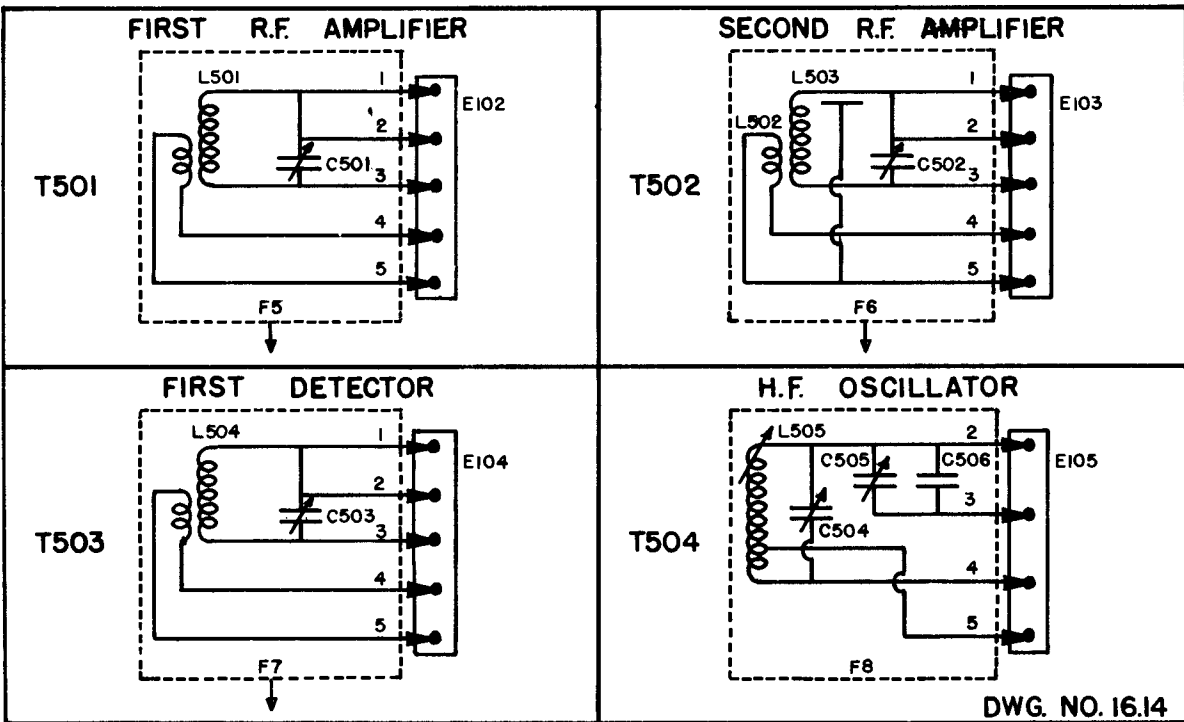 FIRST R.F. AMPLIFIER
L501
1
E102
2
C501
T501
3
4
5
F5
SECOND R.F. AMPLIFIER
L503
1
E103
L502
2
C502
T502
3
4
5
F6
FIRST DETECTOR
L504
1
E104
2
C503
T503
3
4
5
F7
H.F. OSCILLATOR
L505
2
C505
C506
E105
3
C504
T504
4
5
F8
DWG. NO. 16.14